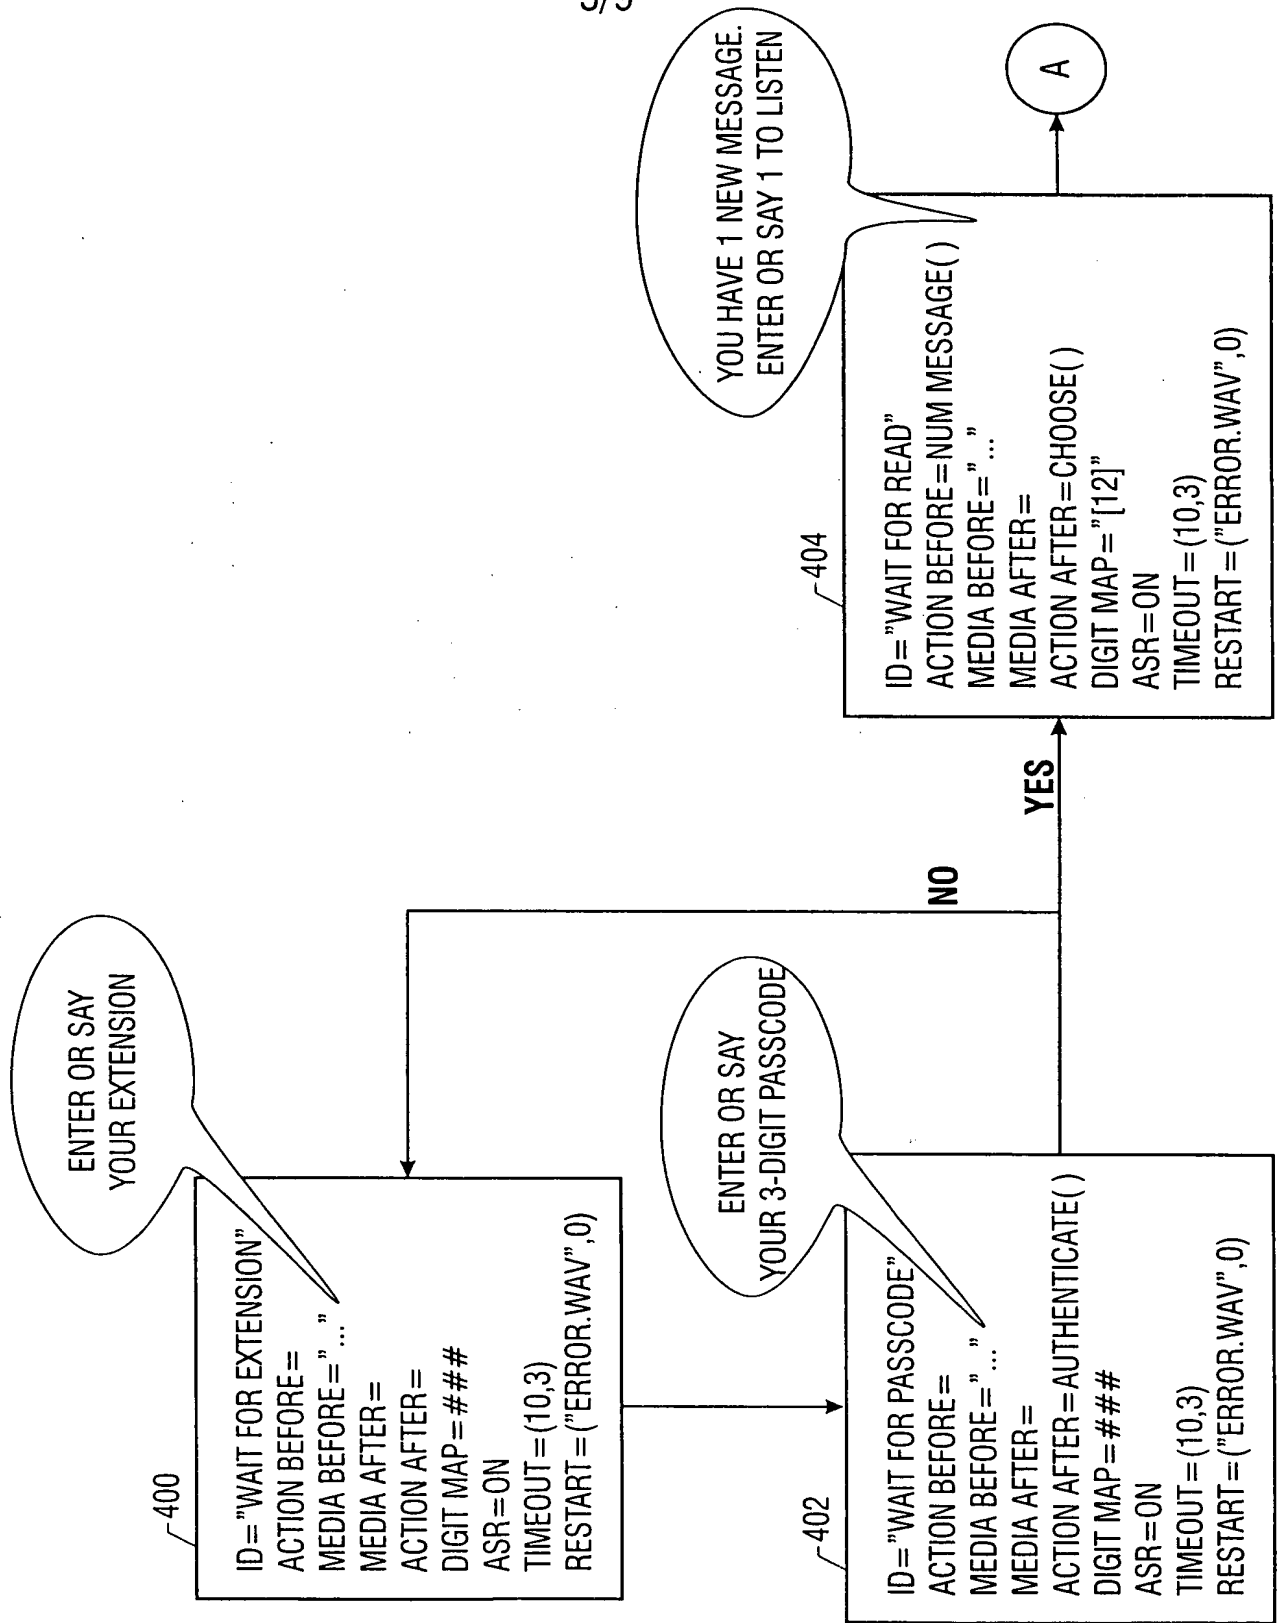 ENTER OR SAY
YOUR EXTENSION
400
ID="WAIT FOR EXTENSION"
ACTION BEFORE=
MEDIA BEFORE=" ..."
MEDIA AFTER=
ACTION AFTER=
DIGIT MAP=###
ASR=ON
TIMEOUT=(10,3)
RESTART=("ERROR.WAV",0)
ENTER OR SAY
YOUR 3-DIGIT PASSCODE
402
ID="WAIT FOR PASSCODE"
ACTION BEFORE=
MEDIA BEFORE=" ..."
MEDIA AFTER=
ACTION AFTER=AUTHENTICATE( )
DIGIT MAP=###
ASR=ON
TIMEOUT=(10,3)
RESTART=("ERROR.WAV",0)
NO
YES
YOU HAVE 1 NEW MESSAGE.
ENTER OR SAY 1 TO LISTEN
404
ID="WAIT FOR READ"
ACTION BEFORE=NUM MESSAGE( )
MEDIA BEFORE=" ... "
MEDIA AFTER=
ACTION AFTER=CHOOSE( )
DIGIT MAP="[12]"
ASR=ON
TIMEOUT=(10,3)
RESTART=("ERROR.WAV",0)
A